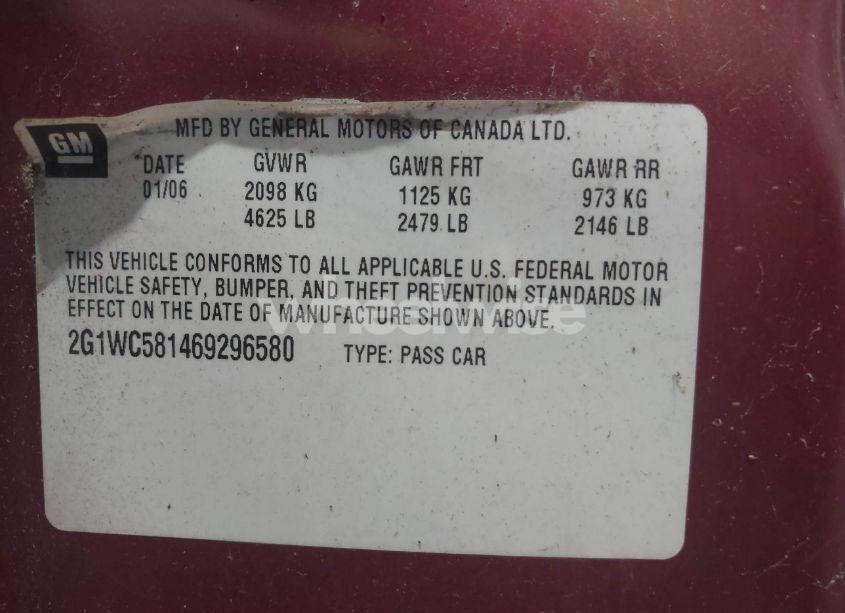 GM
MFD BY GENERAL MOTORS OF CANADA LTD.
DATE GVWR GAWR FRT GAWR RR
01/06 2098 KG 1125 KG 973 KG
4625 LB 2479 LB 2146 LB
THIS VEHICLE CONFORMS TO ALL APPLICABLE U.S. FEDERAL MOTOR
VEHICLE SAFETY, BUMPER, AND THEFT PREVENTION STANDARDS IN
EFFECT ON THE DATE OF MANUFACTURE SHOWN ABOVE.
2G1WC581469296580 TYPE: PASS CAR